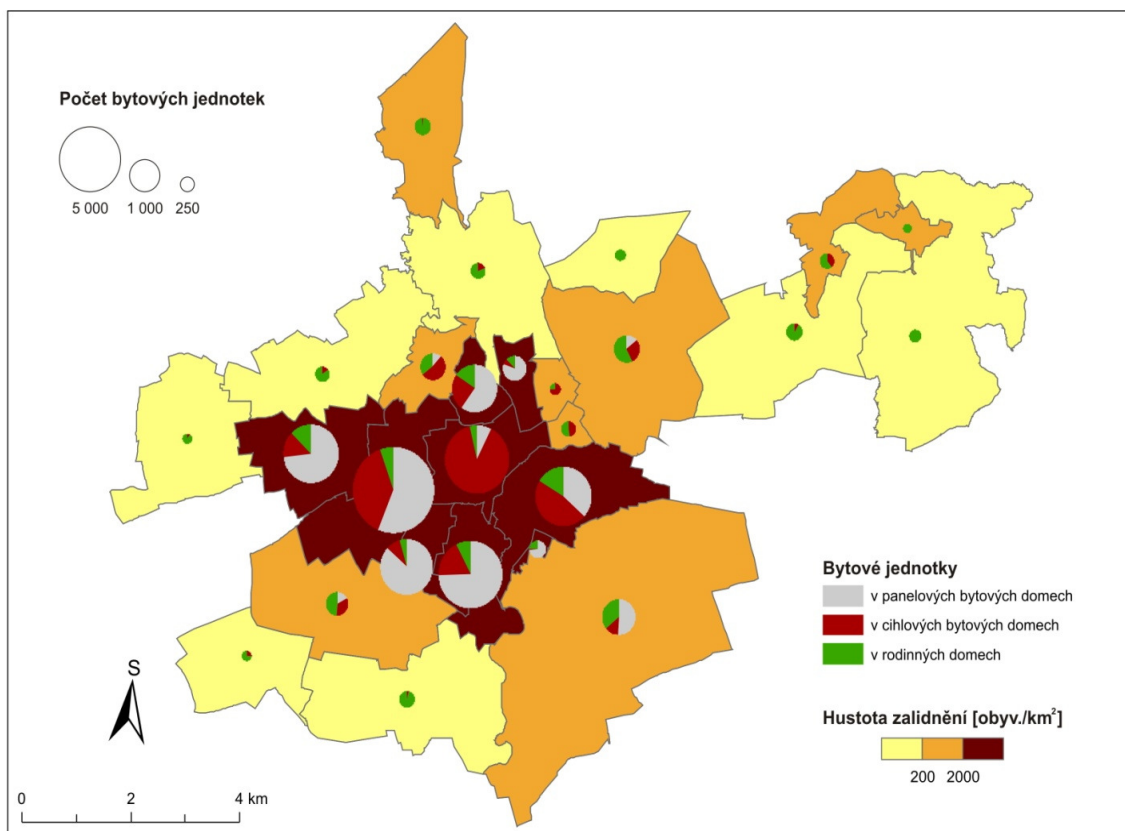 Počet bytových jednotek
5 000 1 000 250
Bytové jednotky
v panelových bytových domech
v cihlových bytových domech
v rodinných domech
S
Hustota zalidnění [obyv./km²]
200 2000
0 2 4 km